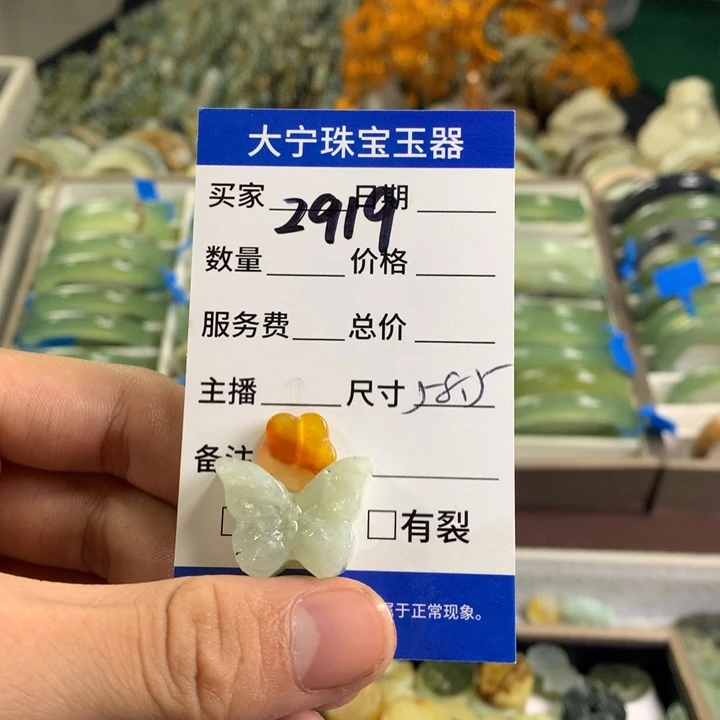 大宁珠宝玉器
买家 2919 日期
数量 价格
服务费 总价
主播 尺寸 58.5
备注
有裂
属于正常现象。